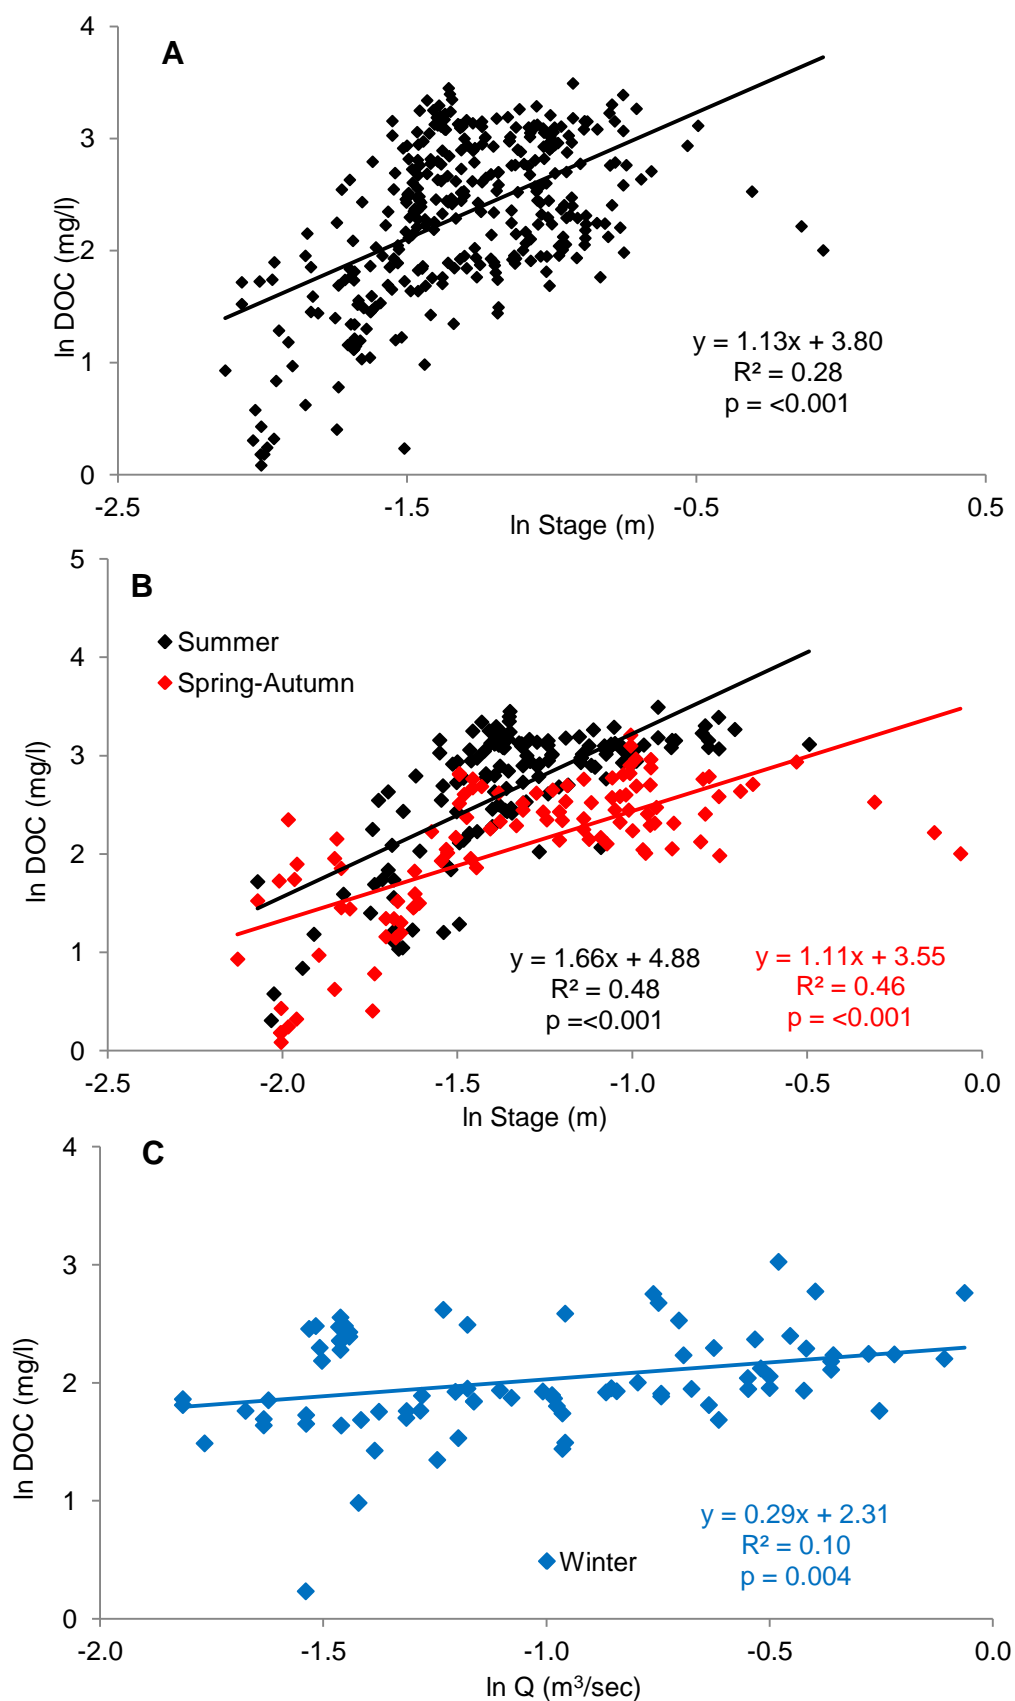 A
4
3
2
1
0
ln DOC (mg/l)
y = 1.13x + 3.80
R² = 0.28
p = <0.001
-2.5 -1.5 -0.5 0.5
ln Stage (m)
B
5
4
3
2
1
0
ln DOC (mg/l)
Summer
Spring-Autumn
y = 1.66x + 4.88
R² = 0.48
p =<0.001
y = 1.11x + 3.55
R² = 0.46
p = <0.001
-2.5 -2.0 -1.5 -1.0 -0.5 0.0
ln Stage (m)
C
4
3
2
1
0
ln DOC (mg/l)
y = 0.29x + 2.31
R² = 0.10
p = 0.004
Winter
-2.0 -1.5 -1.0 -0.5 0.0
ln Q (m³/sec)